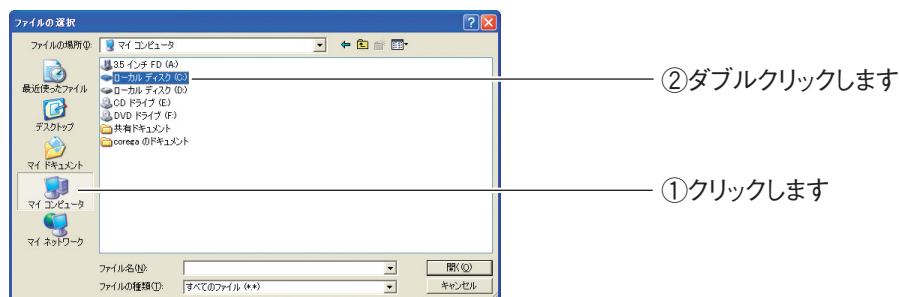 ファイルの選択
ファイルの場所(I):
マイ コンピュータ
3.5 インチ FD (A:)
ローカル ディスク (C:)
ローカル ディスク (D:)
CD ドライブ (E:)
DVD ドライブ (F:)
共有ドキュメント
corega のドキュメント
最近使ったファイル
デスクトップ
マイ ドキュメント
マイ コンピュータ
マイ ネットワーク
ファイル名(N):
開く(O)
ファイルの種類(T):
すべてのファイル (*.*)
キャンセル
②ダブルクリックします
①クリックします